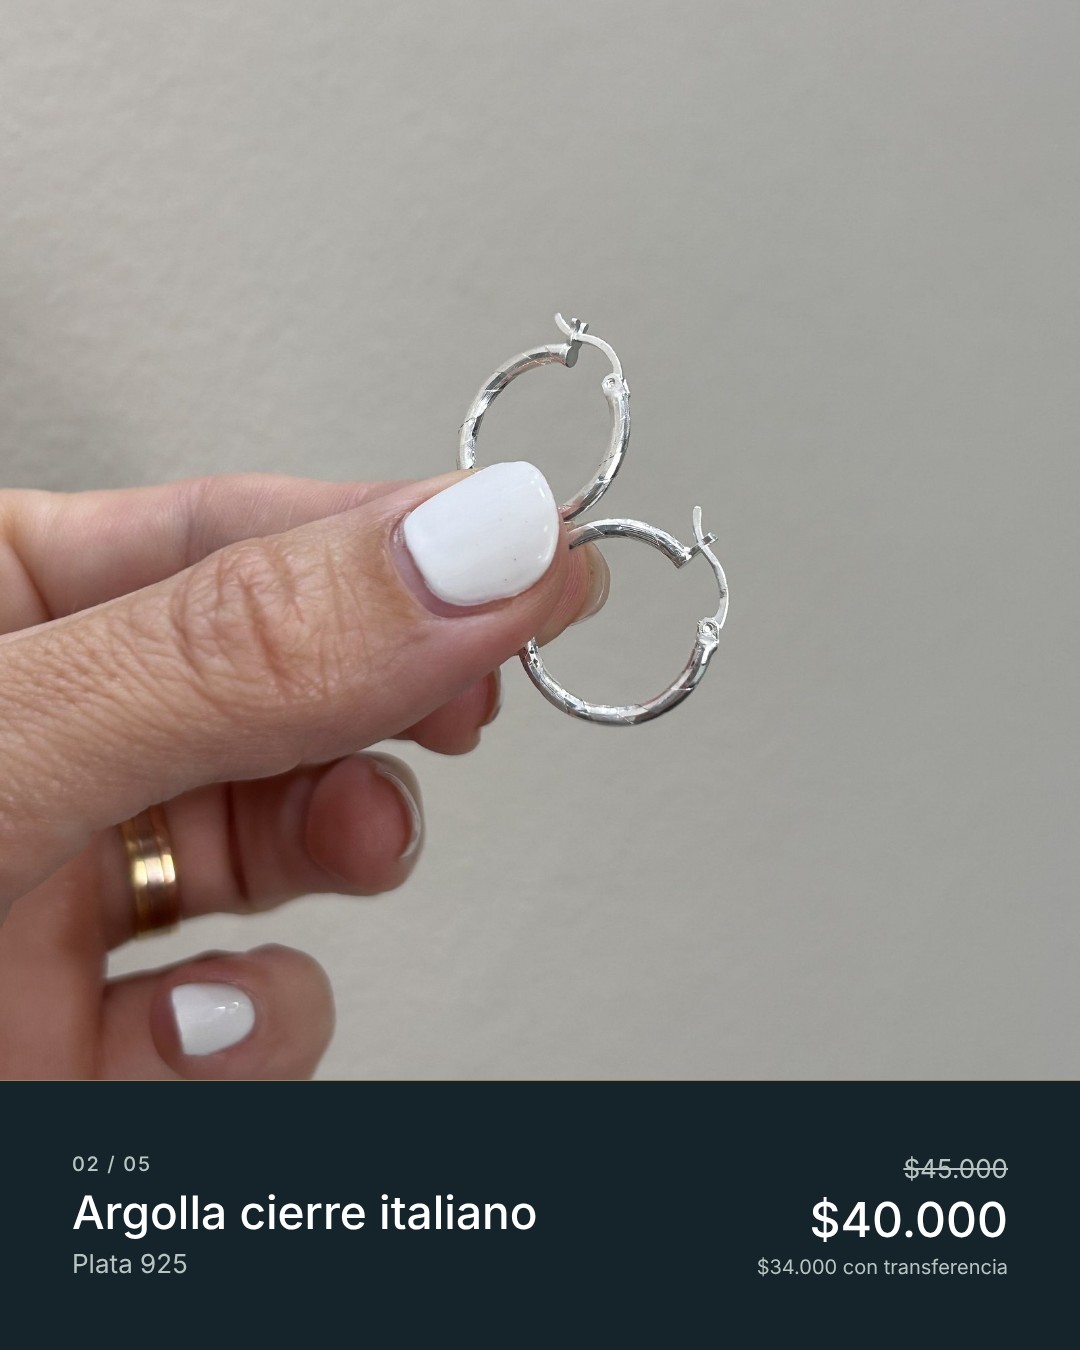 02 / 05
Argolla cierre italiano
Plata 925
$45.000
$40.000
$34.000 con transferencia